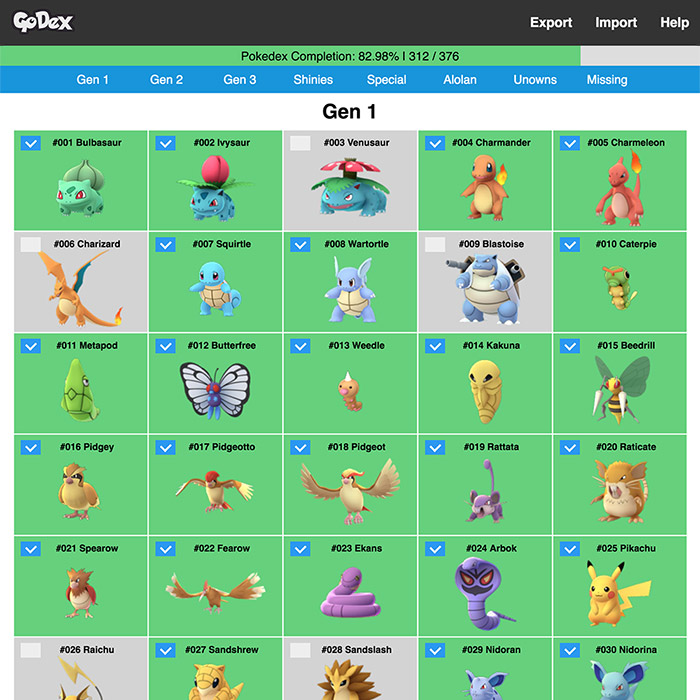 GoDex
Export Import Help
Pokedex Completion: 82.98% | 312 / 376
Gen 1 Gen 2 Gen 3 Shinies Special Alolan Unowns Missing
Gen 1
#001 Bulbasaur #002 Ivysaur #003 Venusaur #004 Charmander #005 Charmeleon
#006 Charizard #007 Squirtle #008 Wartortle #009 Blastoise #010 Caterpie
#011 Metapod #012 Butterfree #013 Weedle #014 Kakuna #015 Beedrill
#016 Pidgey #017 Pidgeotto #018 Pidgeot #019 Rattata #020 Raticate
#021 Spearow #022 Fearow #023 Ekans #024 Arbok #025 Pikachu
#026 Raichu #027 Sandshrew #028 Sandslash #029 Nidoran #030 Nidorina